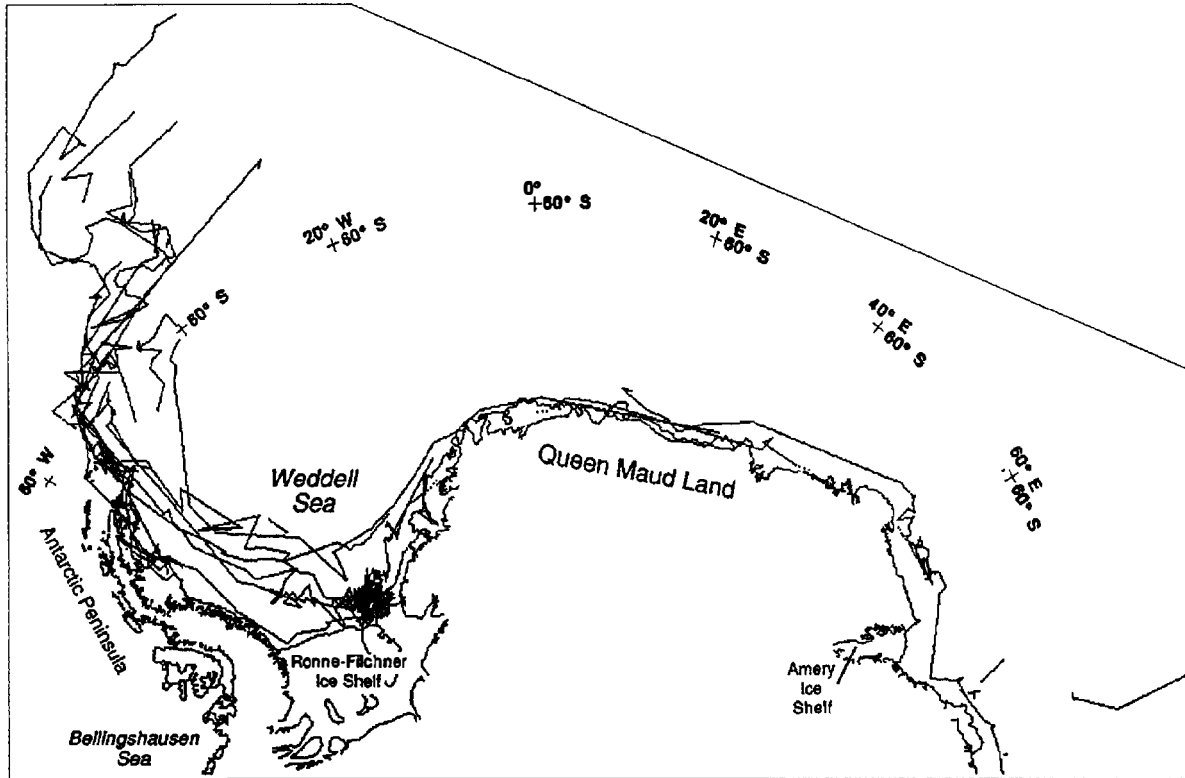 0°
60° S
20° W
60° S
20° E
60° S
60° S
40° E
60° S
60° W
60° E
60° S
Weddell
Sea
Queen Maud Land
Antarctic Peninsula
Ronne-Filchner
Ice Shelf
Amery
Ice
Shelf
Bellingshausen
Sea